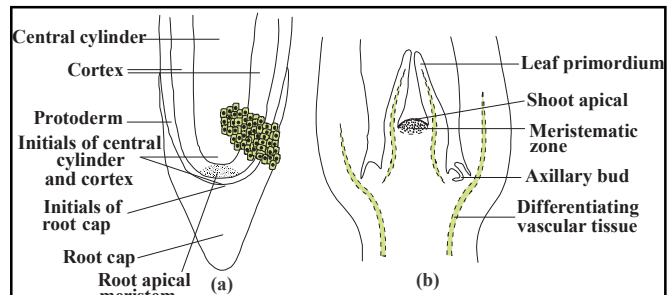 Central cylinder
Cortex
Protoderm
Initials of central
cylinder
and cortex
Initials of
root cap
Root cap
Root apical
(a)
Leaf primordium
Shoot apical
Meristematic
zone
Axillary bud
Differentiating
vascular tissue
(b)